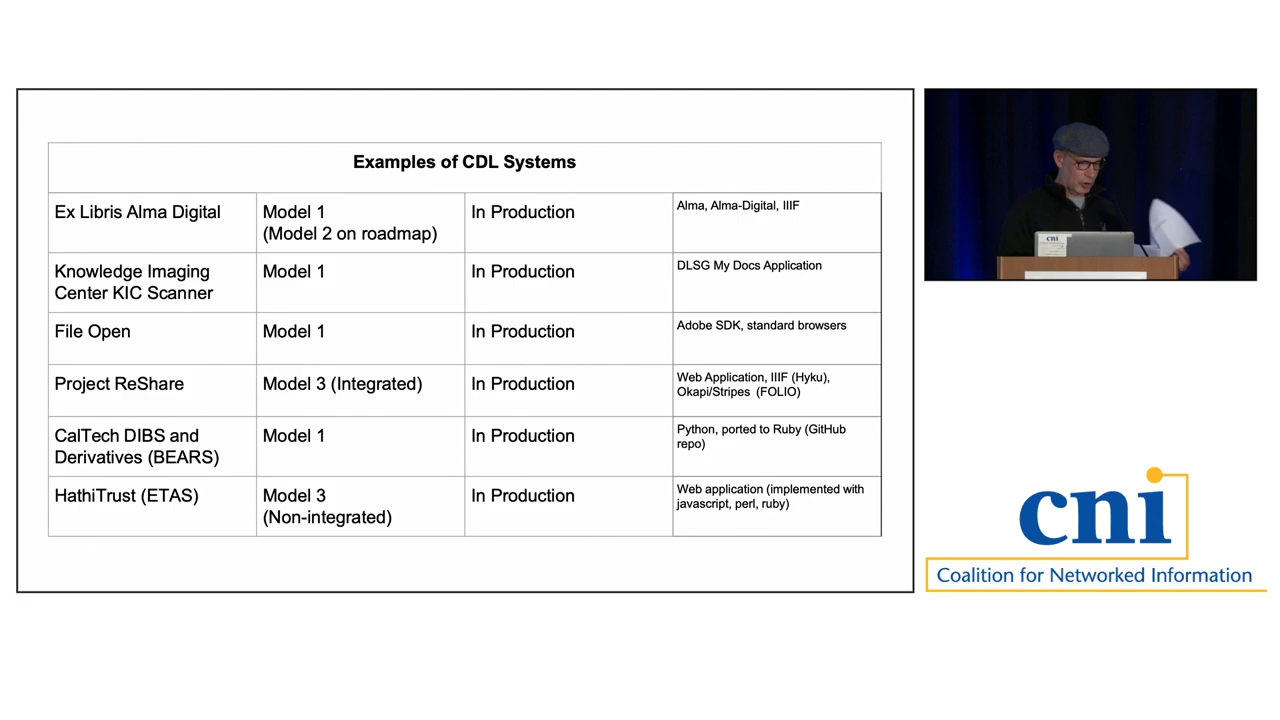 Examples of CDL Systems
Ex Libris Alma Digital
Model 1
(Model 2 on roadmap)
In Production
Alma, Alma-Digital, IIIF
Knowledge Imaging
Center KIC Scanner
Model 1
In Production
DLSG My Docs Application
File Open
Model 1
In Production
Adobe SDK, standard browsers
Project ReShare
Model 3 (Integrated)
In Production
Web Application, IIIF (Hyku),
Okapi/Stripes (FOLIO)
CalTech DIBS and
Derivatives (BEARS)
Model 1
In Production
Python, ported to Ruby (GitHub
repo)
HathiTrust (ETAS)
Model 3
(Non-integrated)
In Production
Web application (implemented with
javascript, perl, ruby)
cni
cni
Coalition for Networked Information